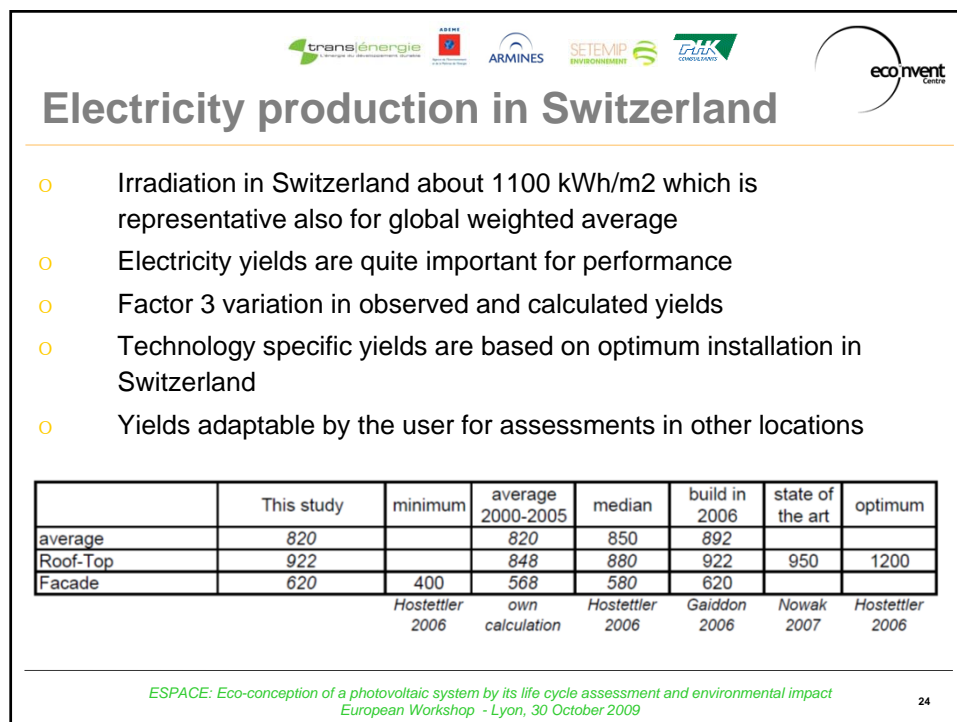 trans|énergie
ADEME
ARMINES
SETEMIP
ENVIRONNEMENT
PHK
CONSULTANTS
ecoinvent
Centre
Electricity production in Switzerland
o Irradiation in Switzerland about 1100 kWh/m2 which is
representative also for global weighted average
o Electricity yields are quite important for performance
o Factor 3 variation in observed and calculated yields
o Technology specific yields are based on optimum installation in
Switzerland
o Yields adaptable by the user for assessments in other locations
This study minimum average 2000-2005 median build in 2006 state of the art optimum
average 820 820 850 892
Roof-Top 922 848 880 922 950 1200
Facade 620 400 568 580 620
Hostettler own Hostettler Gaiddon Nowak Hostettler
2006 calculation 2006 2006 2007 2006
ESPACE: Eco-conception of a photovoltaic system by its life cycle assessment and environmental impact
European Workshop - Lyon, 30 October 2009
24